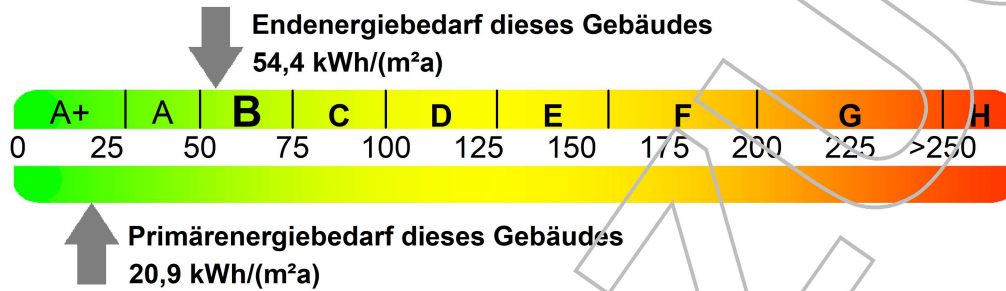 Endenergiebedarf dieses Gebäudes
54,4 kWh/(m²a)
A+ A B C D E F G H
0 25 50 75 100 125 150 175 200 225 >250
Primärenergiebedarf dieses Gebäudes
20,9 kWh/(m²a)